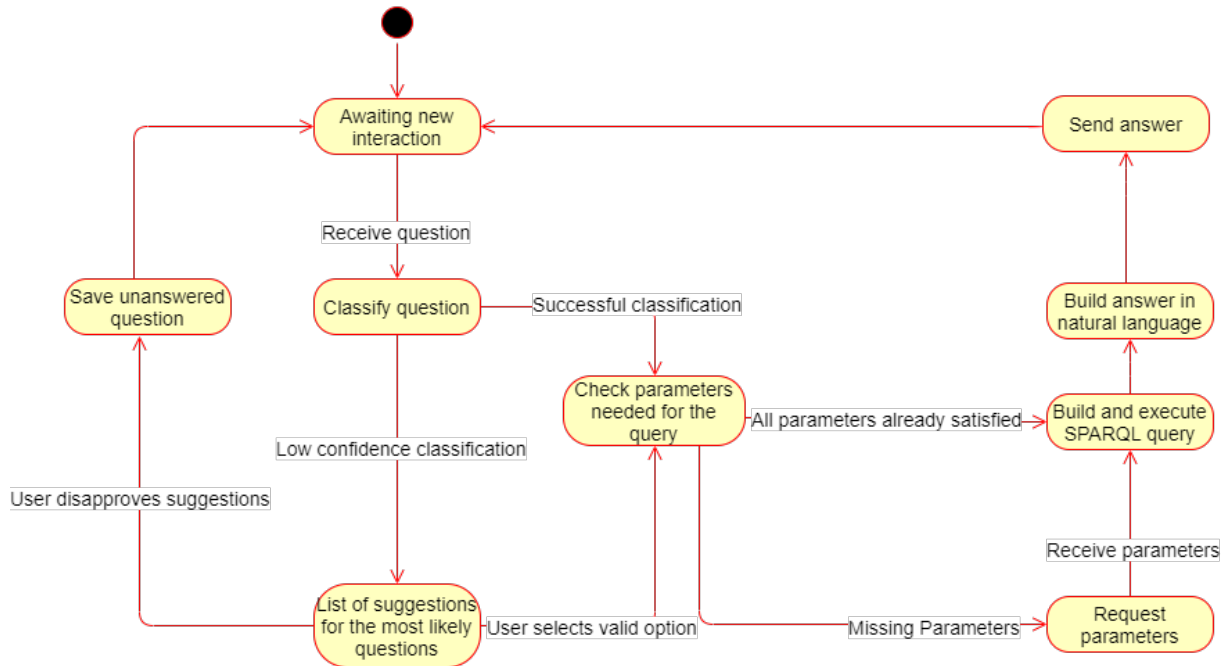 Awaiting new
interaction
Send answer
Receive question
Save unanswered
question
Classify question
Successful classification
Build answer in
natural language
Check parameters
needed for the
query
All parameters already satisfied
Build and execute
SPARQL query
Low confidence classification
User disapproves suggestions
Receive parameters
List of suggestions
for the most likely
questions
User selects valid option
Missing Parameters
Request
parameters